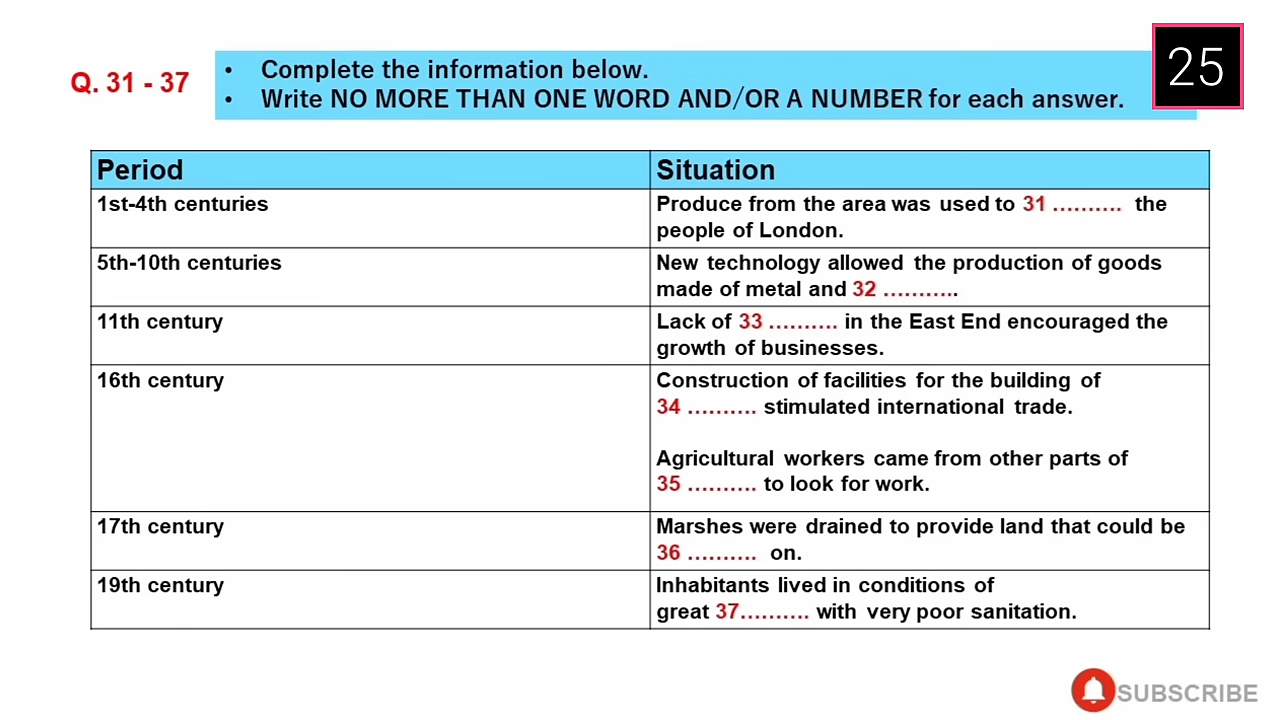 25
Q. 31 - 37
• Complete the information below.
• Write NO MORE THAN ONE WORD AND/OR A NUMBER for each answer.
Period
Situation
1st-4th centuries
Produce from the area was used to 31 .......... the
people of London.
5th-10th centuries
New technology allowed the production of goods
made of metal and 32 ...........
11th century
Lack of 33 .......... in the East End encouraged the
growth of businesses.
16th century
Construction of facilities for the building of
34 .......... stimulated international trade.
Agricultural workers came from other parts of
35 .......... to look for work.
17th century
Marshes were drained to provide land that could be
36 .......... on.
19th century
Inhabitants lived in conditions of
great 37.......... with very poor sanitation.
SUBSCRIBE